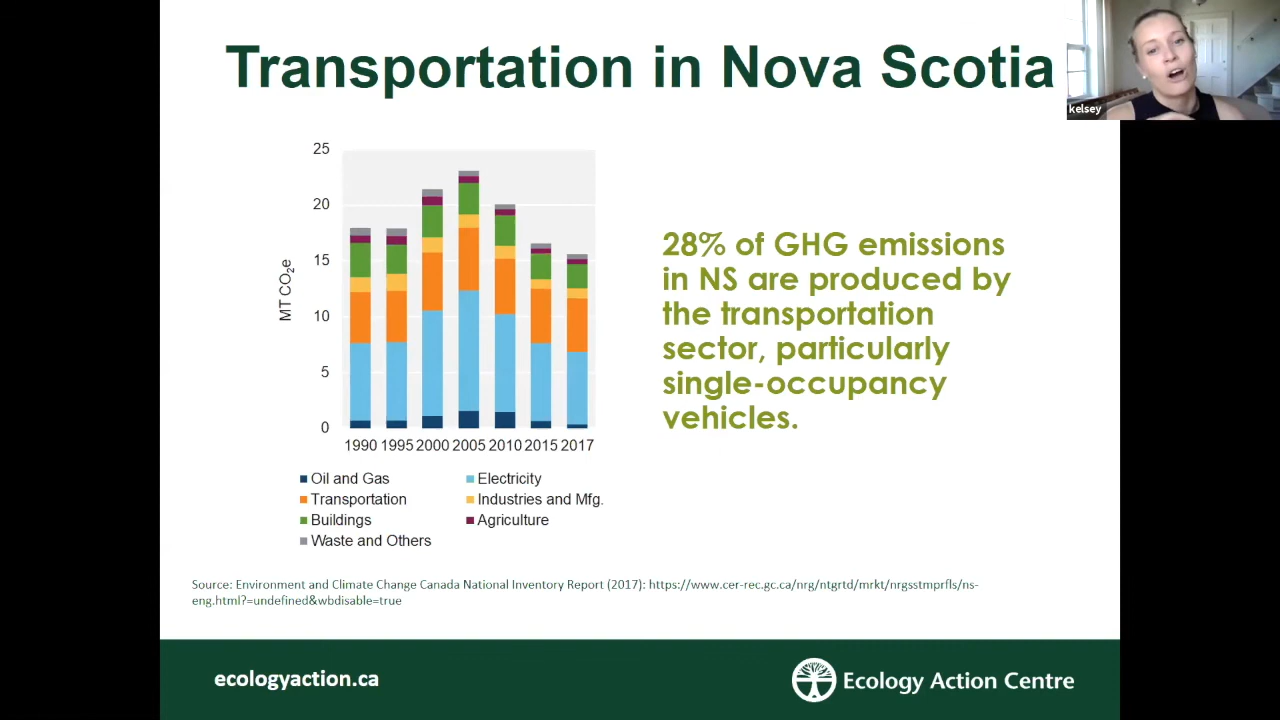 Transportation in Nova Scotia
kelsey
25
20
15
10
5
0
MT CO₂e
1990 1995 2000 2005 2010 2015 2017
Oil and Gas
Electricity
Transportation
Industries and Mfg.
Buildings
Agriculture
Waste and Others
28% of GHG emissions
in NS are produced by
the transportation
sector, particularly
single-occupancy
vehicles.
Source: Environment and Climate Change Canada National Inventory Report (2017): https://www.cer-rec.gc.ca/nrg/ntgrtd/mrkt/nrgsstmprfls/ns-
eng.html?=undefined&wbdisable=true
ecologyaction.ca
Ecology Action Centre